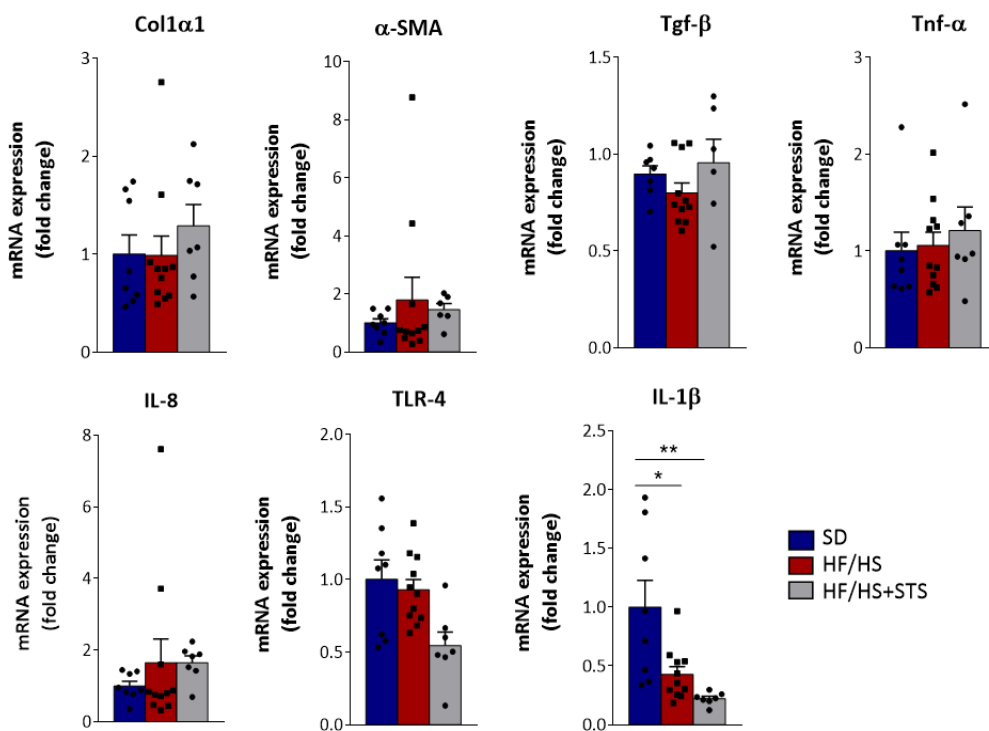 Col1α1
mRNA expression
(fold change)
3
2
1
0
α-SMA
mRNA expression
(fold change)
10
8
6
4
2
0
Tgf-β
mRNA expression
(fold change)
1.5
1.0
0.5
0.0
Tnf-α
mRNA expression
(fold change)
3
2
1
0
IL-8
mRNA expression
(fold change)
8
6
4
2
0
TLR-4
mRNA expression
(fold change)
2.0
1.5
1.0
0.5
0.0
IL-1β
mRNA expression
(fold change)
2.5
2.0
1.5
1.0
0.5
0.0
**
*
SD
HF/HS
HF/HS+STS